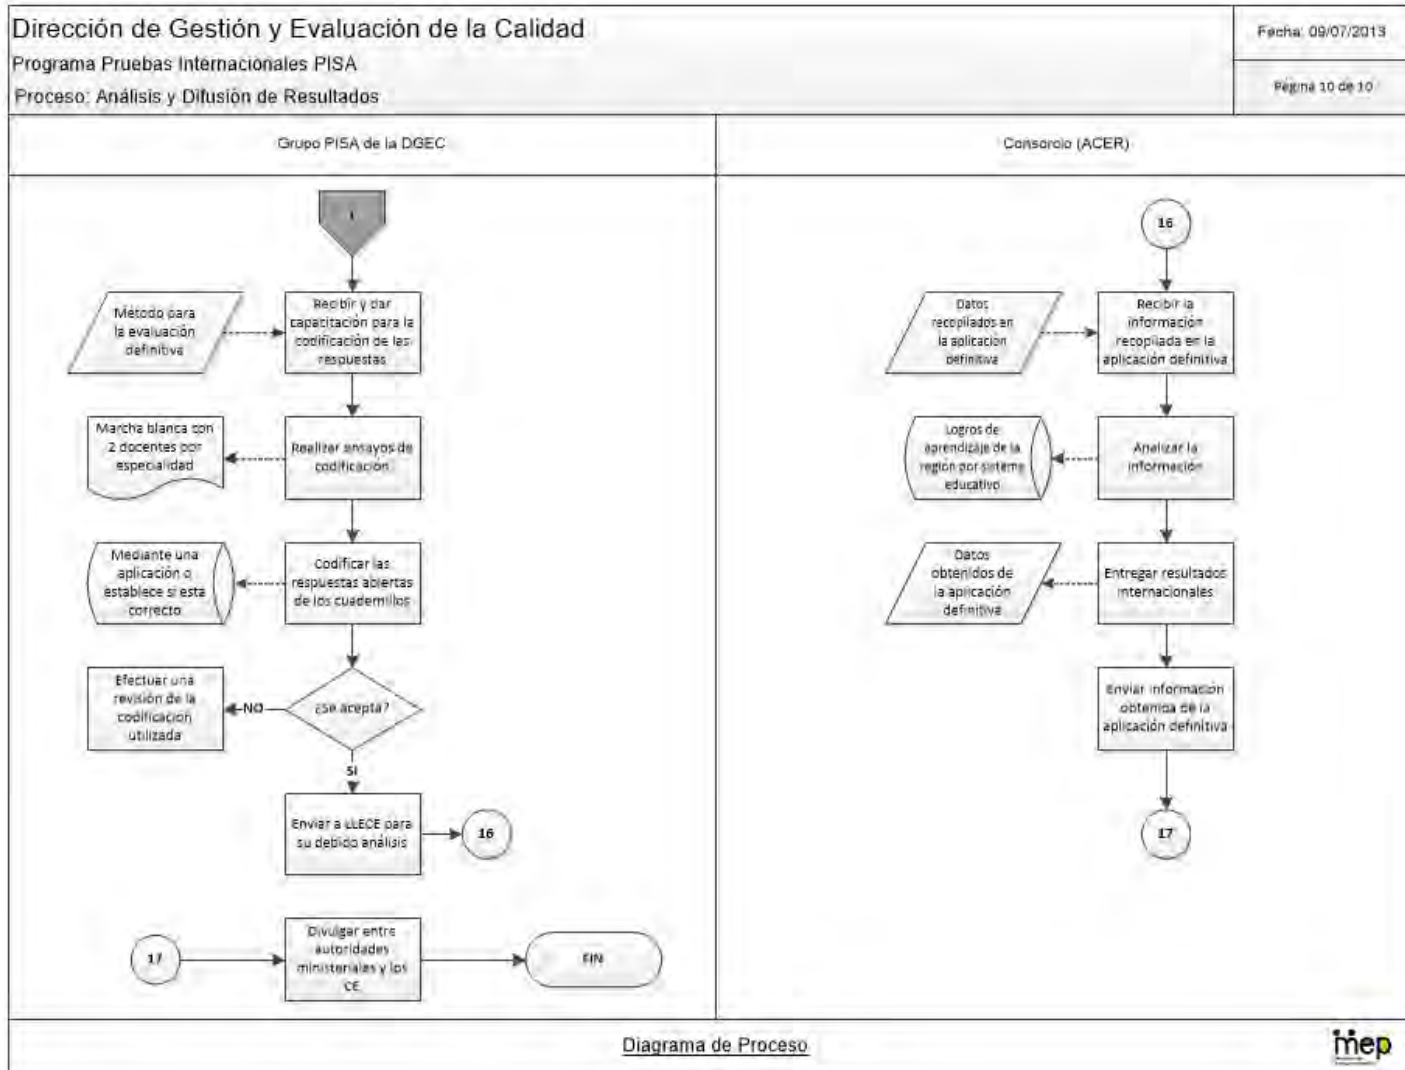 Dirección de Gestión y Evaluación de la Calidad
Programa Pruebas Internacionales PISA
Proceso: Análisis y Difusión de Resultados
Fecha: 09/07/2013
Página 10 de 10
Grupo PISA de la DGEC
Consorcio (ACER)
Método para
la evaluación
definitiva
Recibir y dar
capacitación para la
codificación de las
respuestas
Marcha blanca con
2 docentes por
especialidad
Realizar ensayos de
codificación
Mediante una
aplicación o
establece si esta
correcto
Codificar las
respuestas abiertas
de los cuadernillos
Efectuar una
revisión de la
codificacion
utilizada
NO
¿Se acepta?
SI
Enviar a LLECE para
su debido análisis
16
17
Divulgar entre
autoridades
ministeriales y los
CE
FIN
16
Datos
recopilados en
la aplicación
definitiva
Recibir la
información
recopilada en la
aplicación definitiva
Logros de
aprendizaje de la
región por sistema
educativo
Analizar la
información
Datos
obtenidos de
la aplicación
definitiva
Entregar resultados
internacionales
Enviar información
obtenida de la
aplicación definitiva
17
Diagrama de Proceso
mep